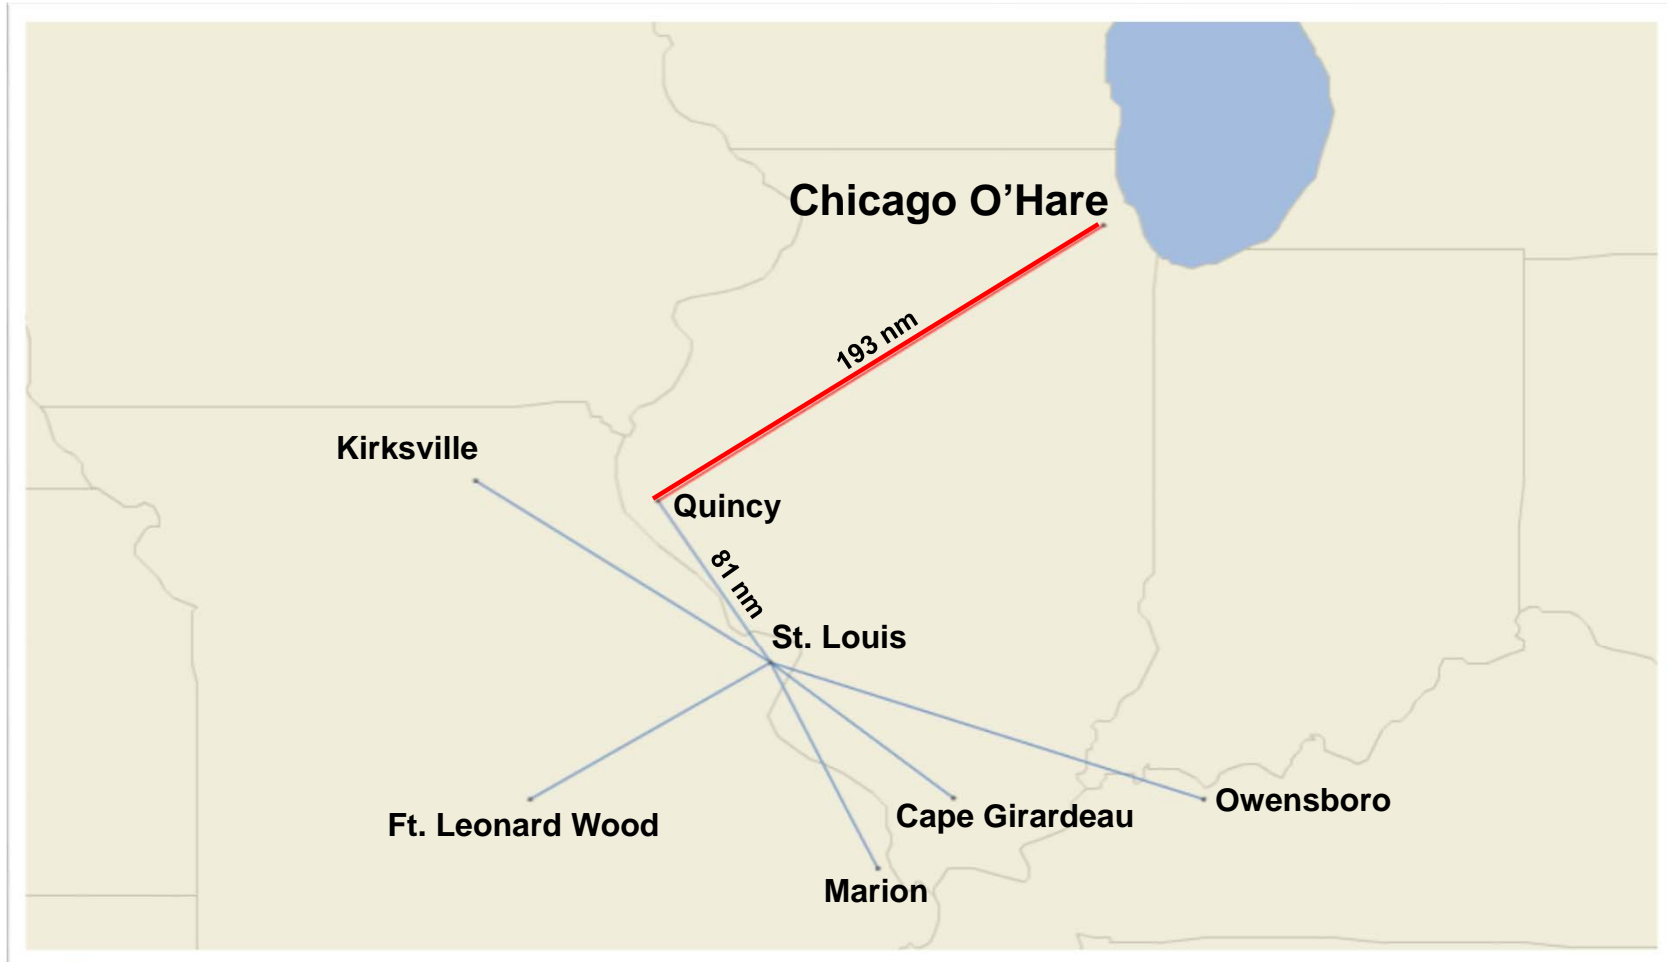 Chicago O’Hare
193 nm
Kirksville
Quincy
81 nm
St. Louis
Owensboro
Cape Girardeau
Ft. Leonard Wood
Marion